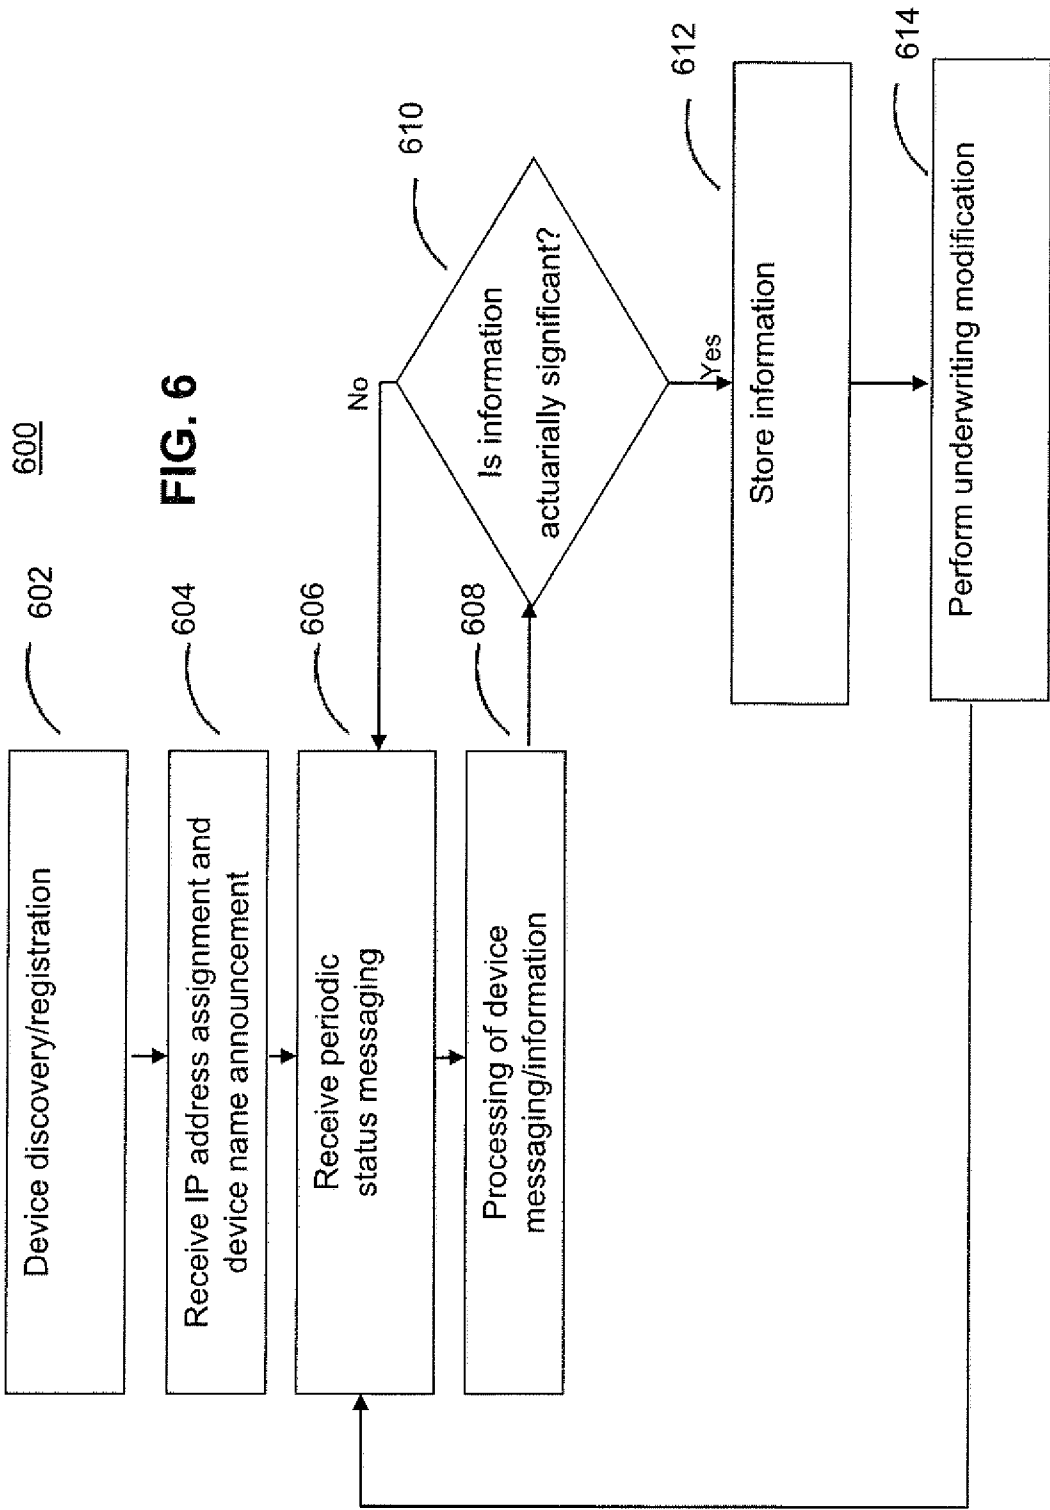 600
FIG. 6
602
Device discovery/registration
604
Receive IP address assignment and
device name announcement
606
Receive periodic
status messaging
608
Processing of device
messaging/information
610
Is information
actuarially significant?
No
Yes
612
Store information
614
Perform underwriting modification